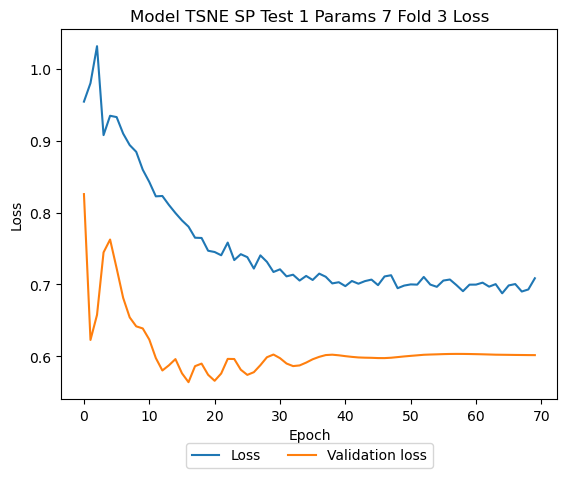 Model TSNE SP Test 1 Params 7 Fold 3 Loss
1.0
0.9
0.8
0.7
0.6
Loss
0 10 20 30 40 50 60 70
Epoch
Loss Validation loss